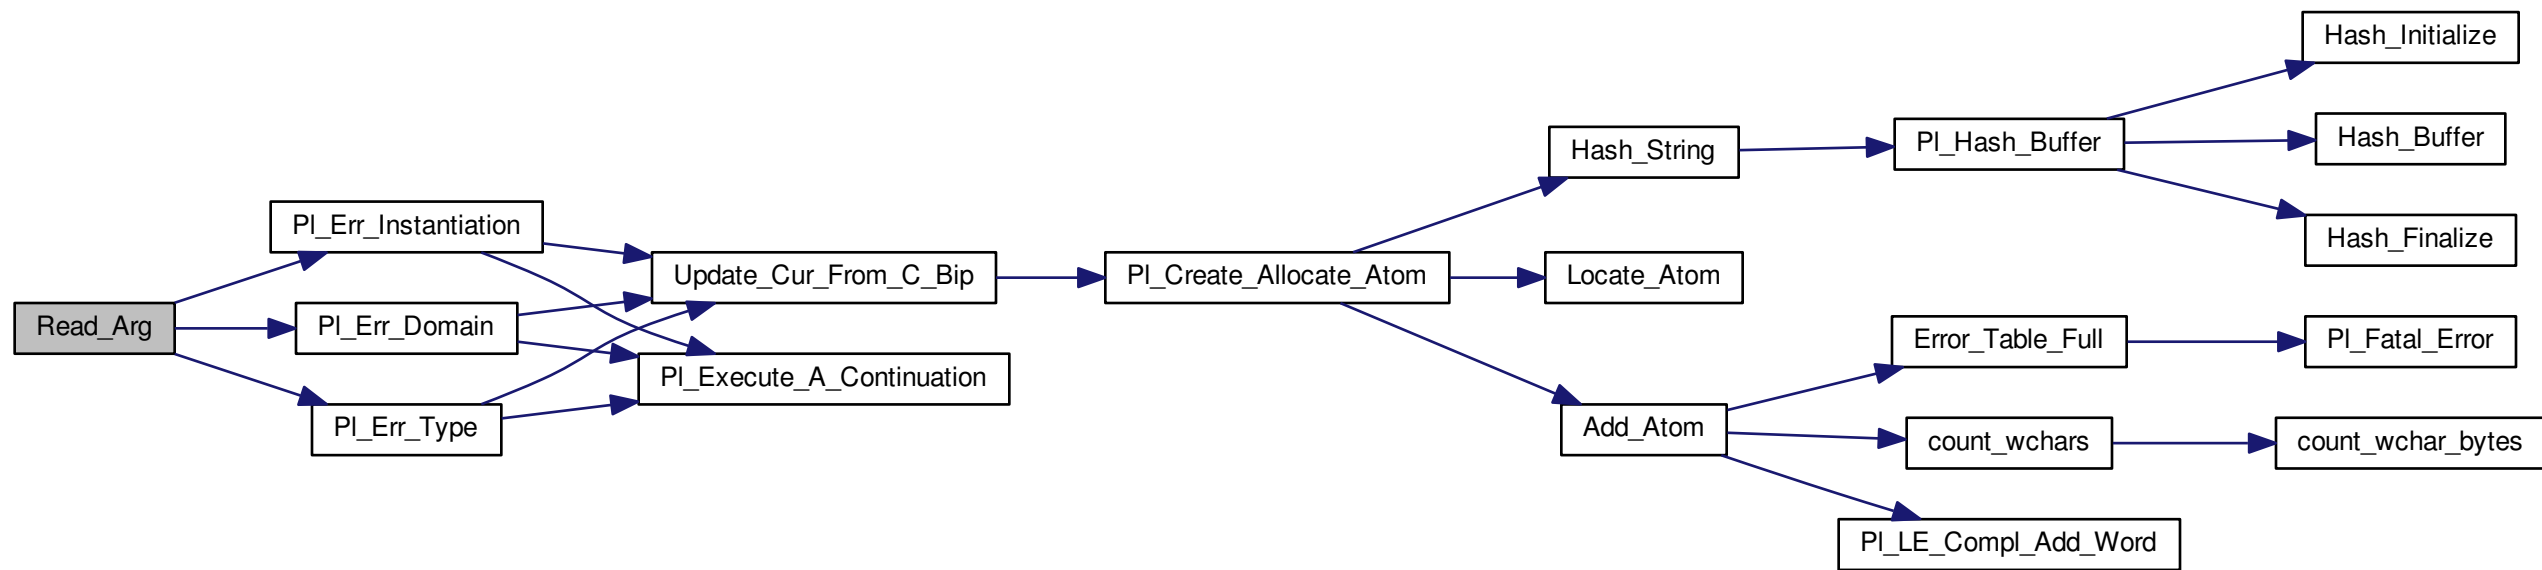 Read_Arg
Pl_Err_Instantiation
Pl_Err_Domain
Pl_Err_Type
Update_Cur_From_C_Bip
Pl_Execute_A_Continuation
Pl_Create_Allocate_Atom
Hash_String
Locate_Atom
Add_Atom
Pl_Hash_Buffer
Error_Table_Full
count_wchars
Pl_LE_Compl_Add_Word
Hash_Initialize
Hash_Buffer
Hash_Finalize
Pl_Fatal_Error
count_wchar_bytes